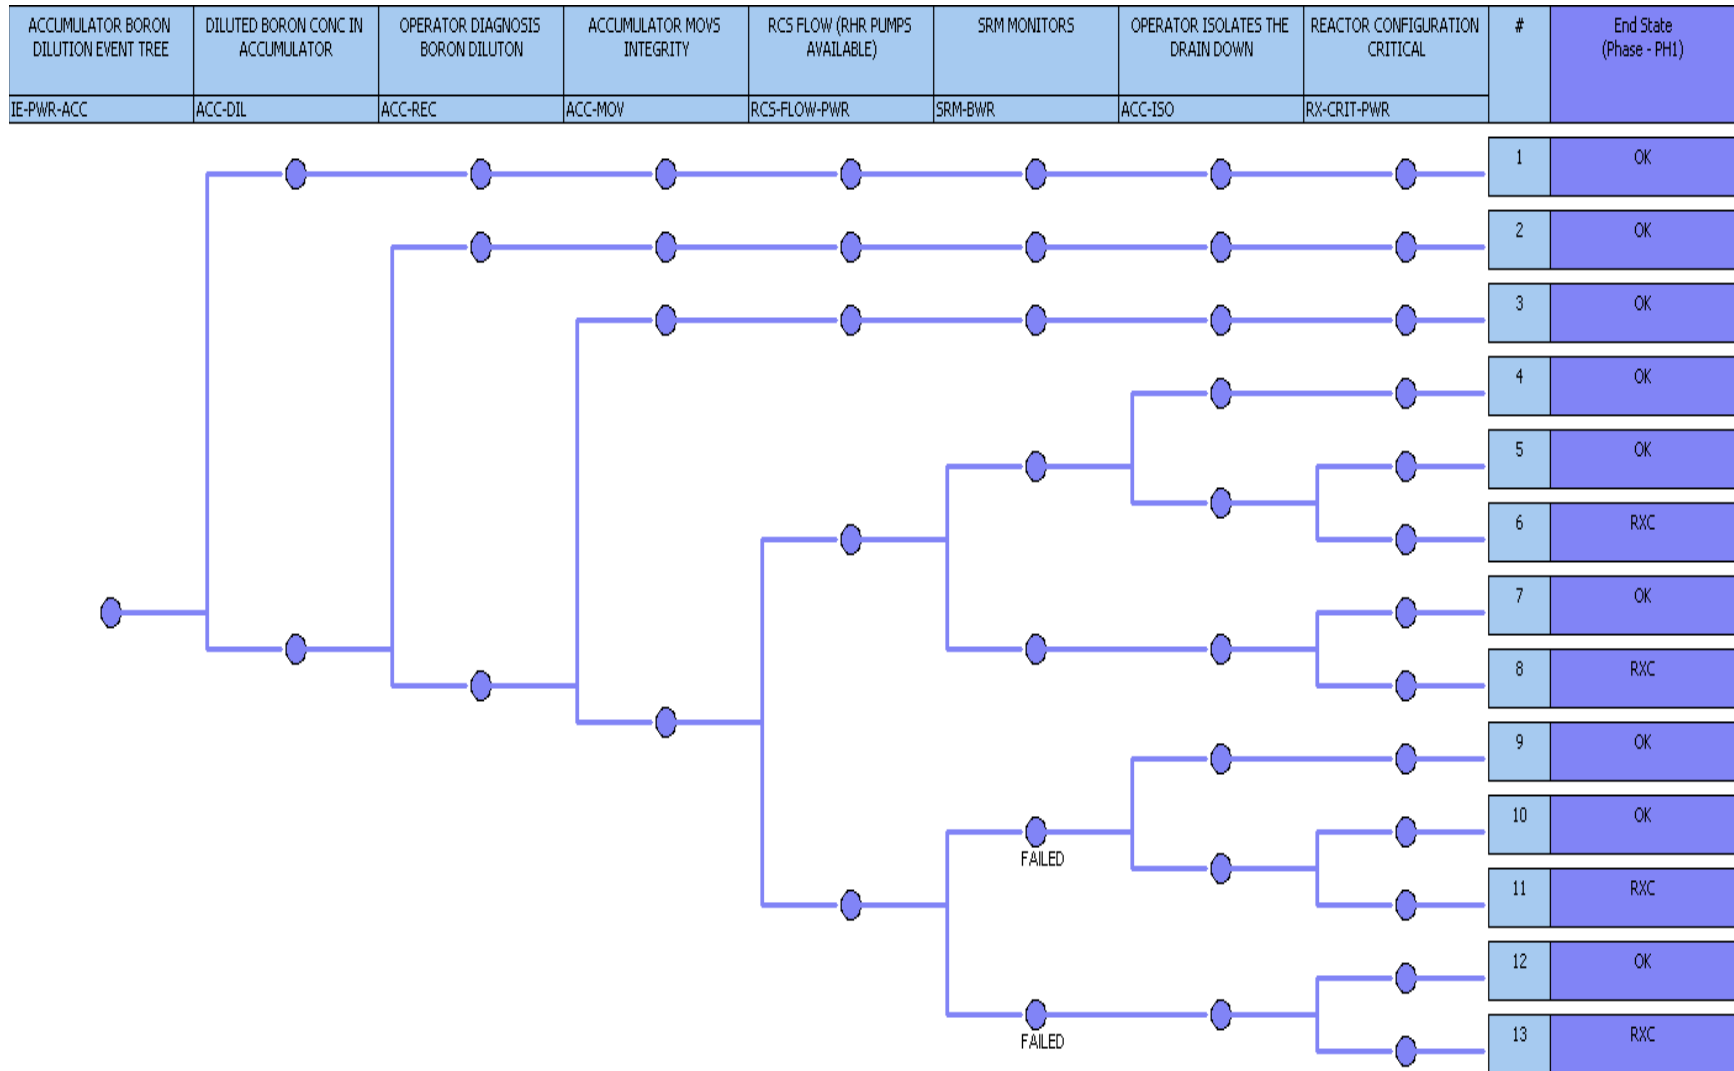 ACCUMULATOR BORON
DILUTION EVENT TREE
DILUTED BORON CONC IN
ACCUMULATOR
OPERATOR DIAGNOSIS
BORON DILUTON
ACCUMULATOR MOVS
INTEGRITY
RCS FLOW (RHR PUMPS
AVAILABLE)
SRM MONITORS
OPERATOR ISOLATES THE
DRAIN DOWN
REACTOR CONFIGURATION
CRITICAL
#
End State
(Phase - PH1)
IE-PWR-ACC
ACC-DIL
ACC-REC
ACC-MOV
RCS-FLOW-PWR
SRM-BWR
ACC-ISO
RX-CRIT-PWR
1 OK
2 OK
3 OK
4 OK
5 OK
6 RXC
7 OK
8 RXC
9 OK
10 OK
FAILED
11 RXC
12 OK
13 RXC
FAILED